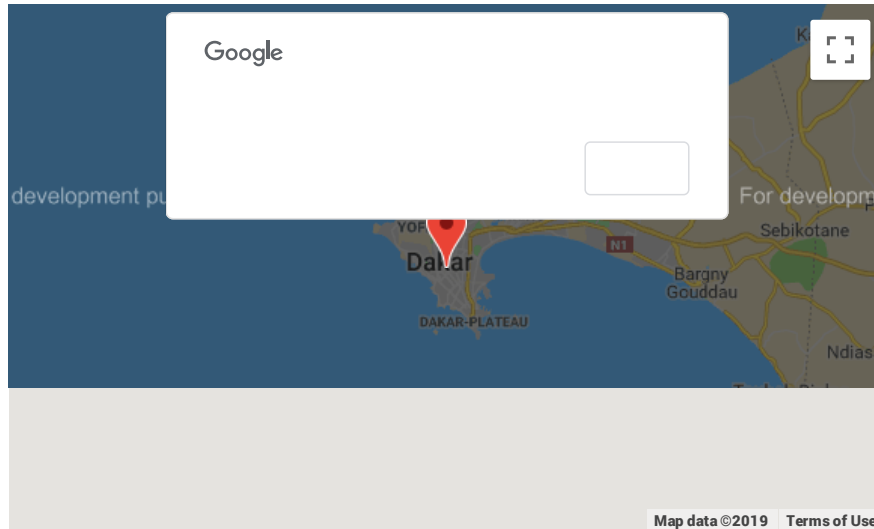 Google
development pu
For developm
YOF
N1
Sebikotane
Dakar
Bargny
Gouddau
DAKAR-PLATEAU
Ndias
Map data ©2019 Terms of Use